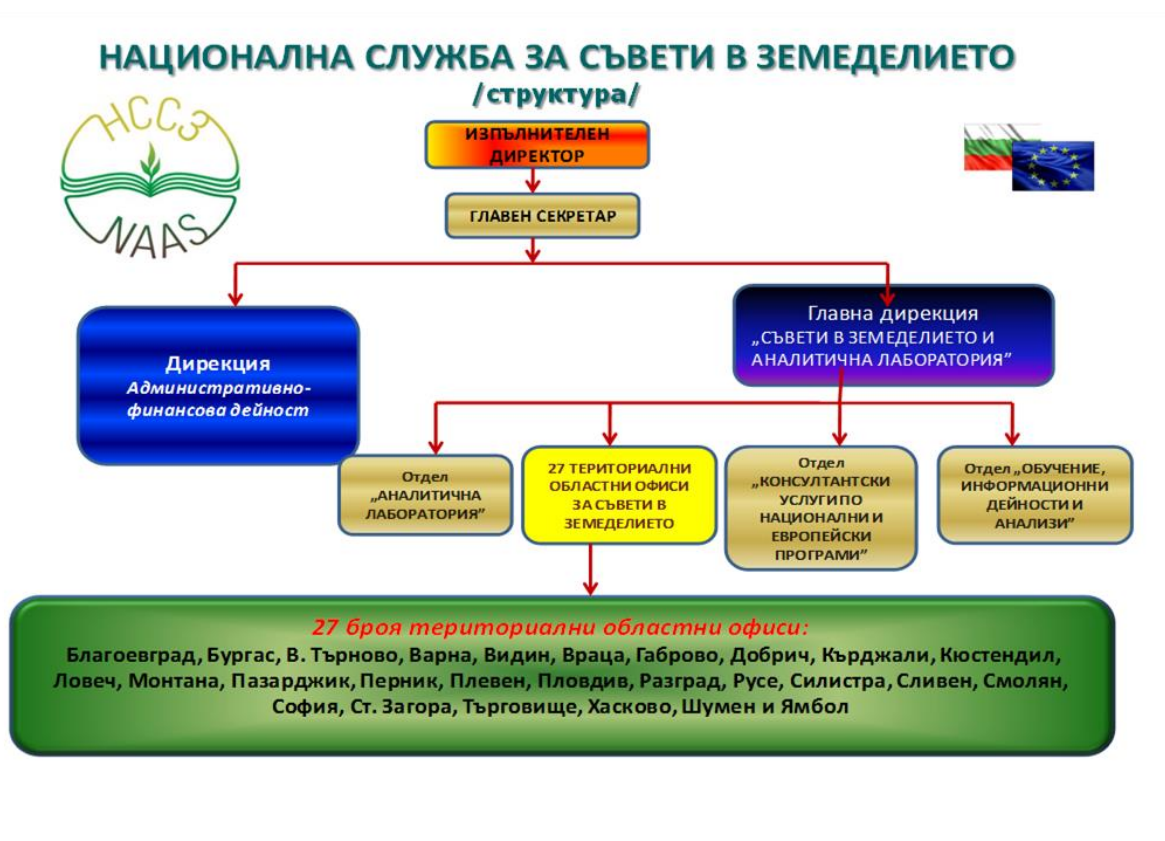 НАЦИОНАЛНА СЛУЖБА ЗА СЪВЕТИ В ЗЕМЕДЕЛИЕТО
/структура/
НССЗ
NAAS
ИЗПЪЛНИТЕЛЕН
ДИРЕКТОР
ГЛАВЕН СЕКРЕТАР
Дирекция
Административно-
финансова дейност
Главна дирекция
„СЪВЕТИ В ЗЕМЕДЕЛИЕТО И
АНАЛИТИЧНА ЛАБОРАТОРИЯ”
Отдел
„АНАЛИТИЧНА
ЛАБОРАТОРИЯ”
27 ТЕРИТОРИАЛНИ
ОБЛАСТНИ ОФИСИ
ЗА СЪВЕТИ В
ЗЕМЕДЕЛИЕТО
Отдел
„КОНСУЛТАНТСКИ
УСЛУГИ ПО
НАЦИОНАЛНИ И
ЕВРОПЕЙСКИ
ПРОГРАМИ”
Отдел „ОБУЧЕНИЕ,
ИНФОРМАЦИОННИ
ДЕЙНОСТИ И
АНАЛИЗИ”
27 броя териториални областни офиси:
Благоевград, Бургас, В. Търново, Варна, Видин, Враца, Габрово, Добрич, Кърджали, Кюстендил,
Ловеч, Монтана, Пазарджик, Перник, Плевен, Пловдив, Разград, Русе, Силистра, Сливен, Смолян,
София, Ст. Загора, Търговище, Хасково, Шумен и Ямбол